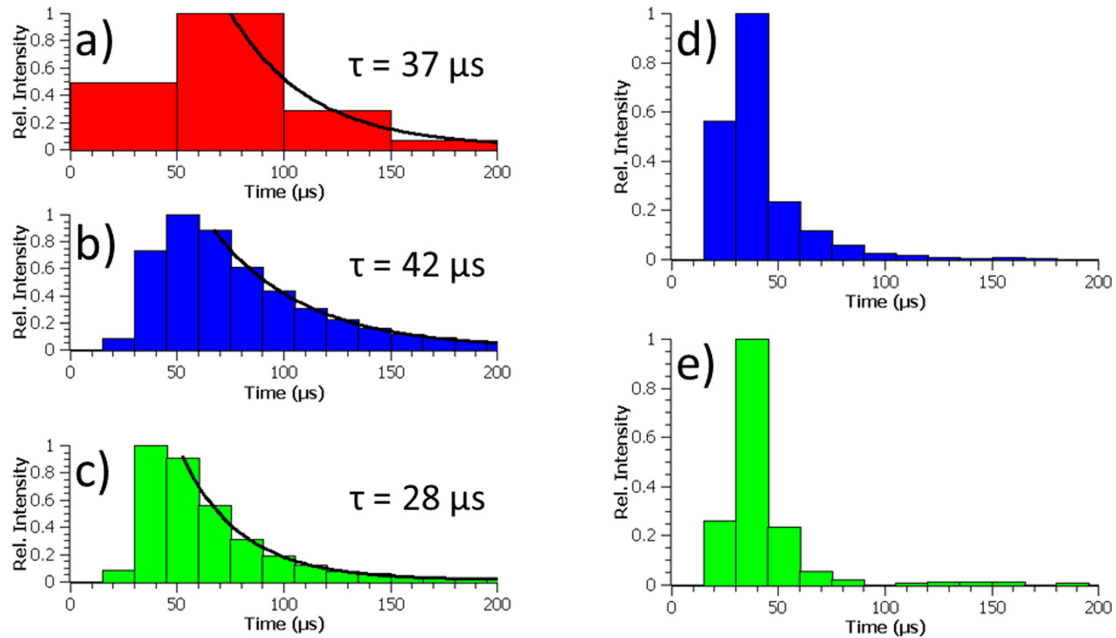 a)
τ = 37 µs
Rel. Intensity
1
0.8
0.6
0.4
0.2
0
0 50 100 150 200
Time (µs)
b)
τ = 42 µs
Rel. Intensity
1
0.8
0.6
0.4
0.2
0
0 50 100 150 200
Time (µs)
c)
τ = 28 µs
Rel. Intensity
1
0.8
0.6
0.4
0.2
0
0 50 100 150 200
Time (µs)
d)
Rel. Intensity
1
0.8
0.6
0.4
0.2
0
0 50 100 150 200
Time (µs)
e)
Rel. Intensity
1
0.8
0.6
0.4
0.2
0
0 50 100 150 200
Time (µs)